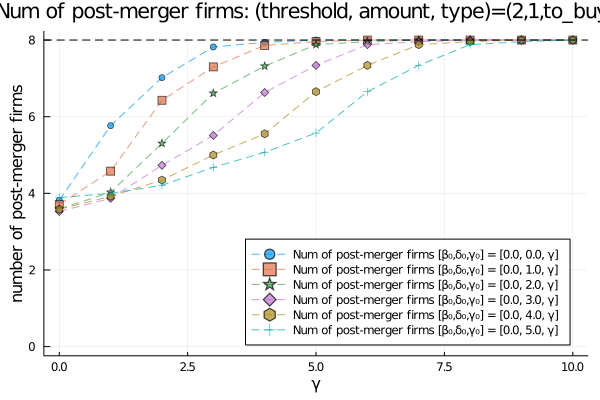 Num of post-merger firms: (threshold, amount, type)=(2,1,to_buy
number of post-merger firms
8
6
4
2
0
Num of post-merger firms [β₀,δ₀,γ₀] = [0.0, 0.0, γ]
Num of post-merger firms [β₀,δ₀,γ₀] = [0.0, 1.0, γ]
Num of post-merger firms [β₀,δ₀,γ₀] = [0.0, 2.0, γ]
Num of post-merger firms [β₀,δ₀,γ₀] = [0.0, 3.0, γ]
Num of post-merger firms [β₀,δ₀,γ₀] = [0.0, 4.0, γ]
Num of post-merger firms [β₀,δ₀,γ₀] = [0.0, 5.0, γ]
0.0 2.5 5.0 7.5 10.0
γ